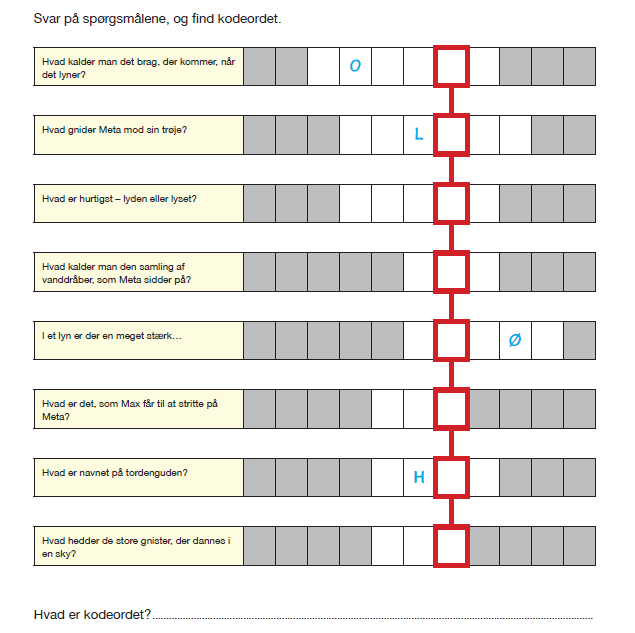 Svar på spørgsmålene, og find kodeordet.
Hvad kalder man det brag, der kommer, når
det lyner?
O
Hvad gnider Meta mod sin trøje?
L
Hvad er hurtigst – lyden eller lyset?
Hvad kalder man den samling af
vanddråber, som Meta sidder på?
I et lyn er der en meget stærk...
Ø
Hvad er det, som Max får til at stritte på
Meta?
Hvad er navnet på tordenguden?
H
Hvad hedder de store gnister, der dannes i
en sky?
Hvad er kodeordet?